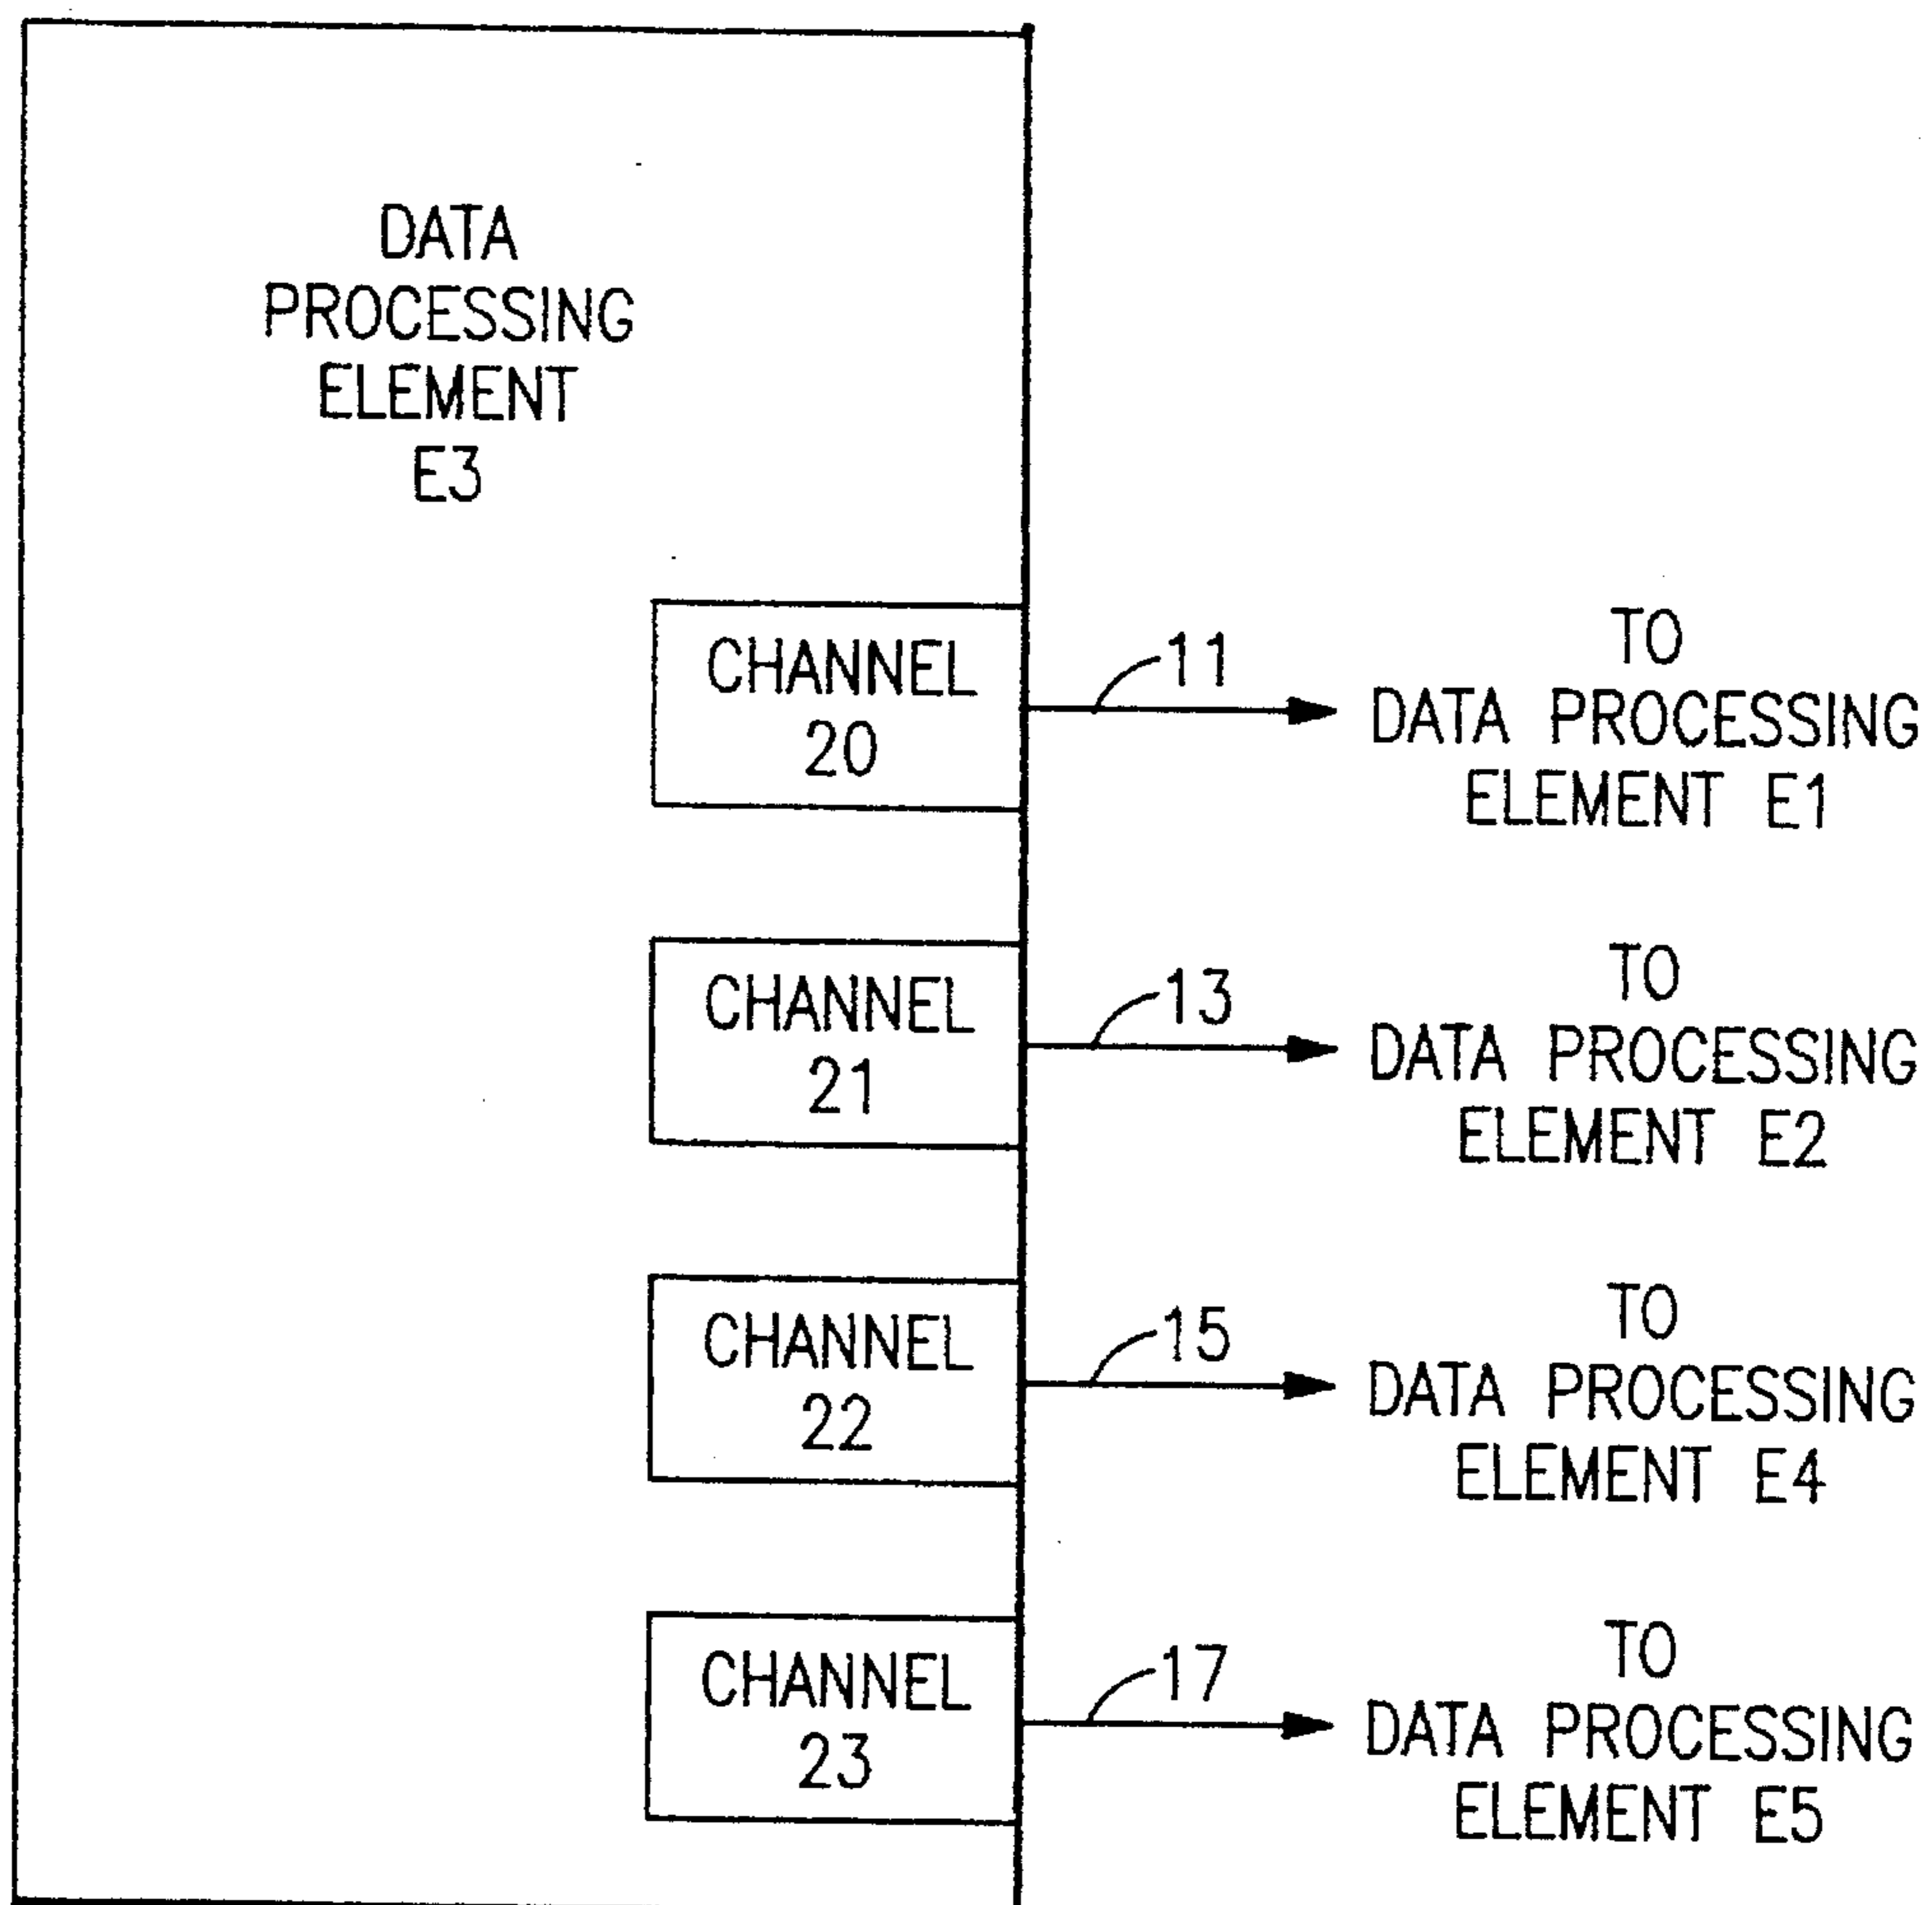 DATA
PROCESSING
ELEMENT
E3
CHANNEL
20
11
TO
DATA PROCESSING
ELEMENT E1
CHANNEL
21
13
TO
DATA PROCESSING
ELEMENT E2
CHANNEL
22
15
TO
DATA PROCESSING
ELEMENT E4
CHANNEL
23
17
TO
DATA PROCESSING
ELEMENT E5